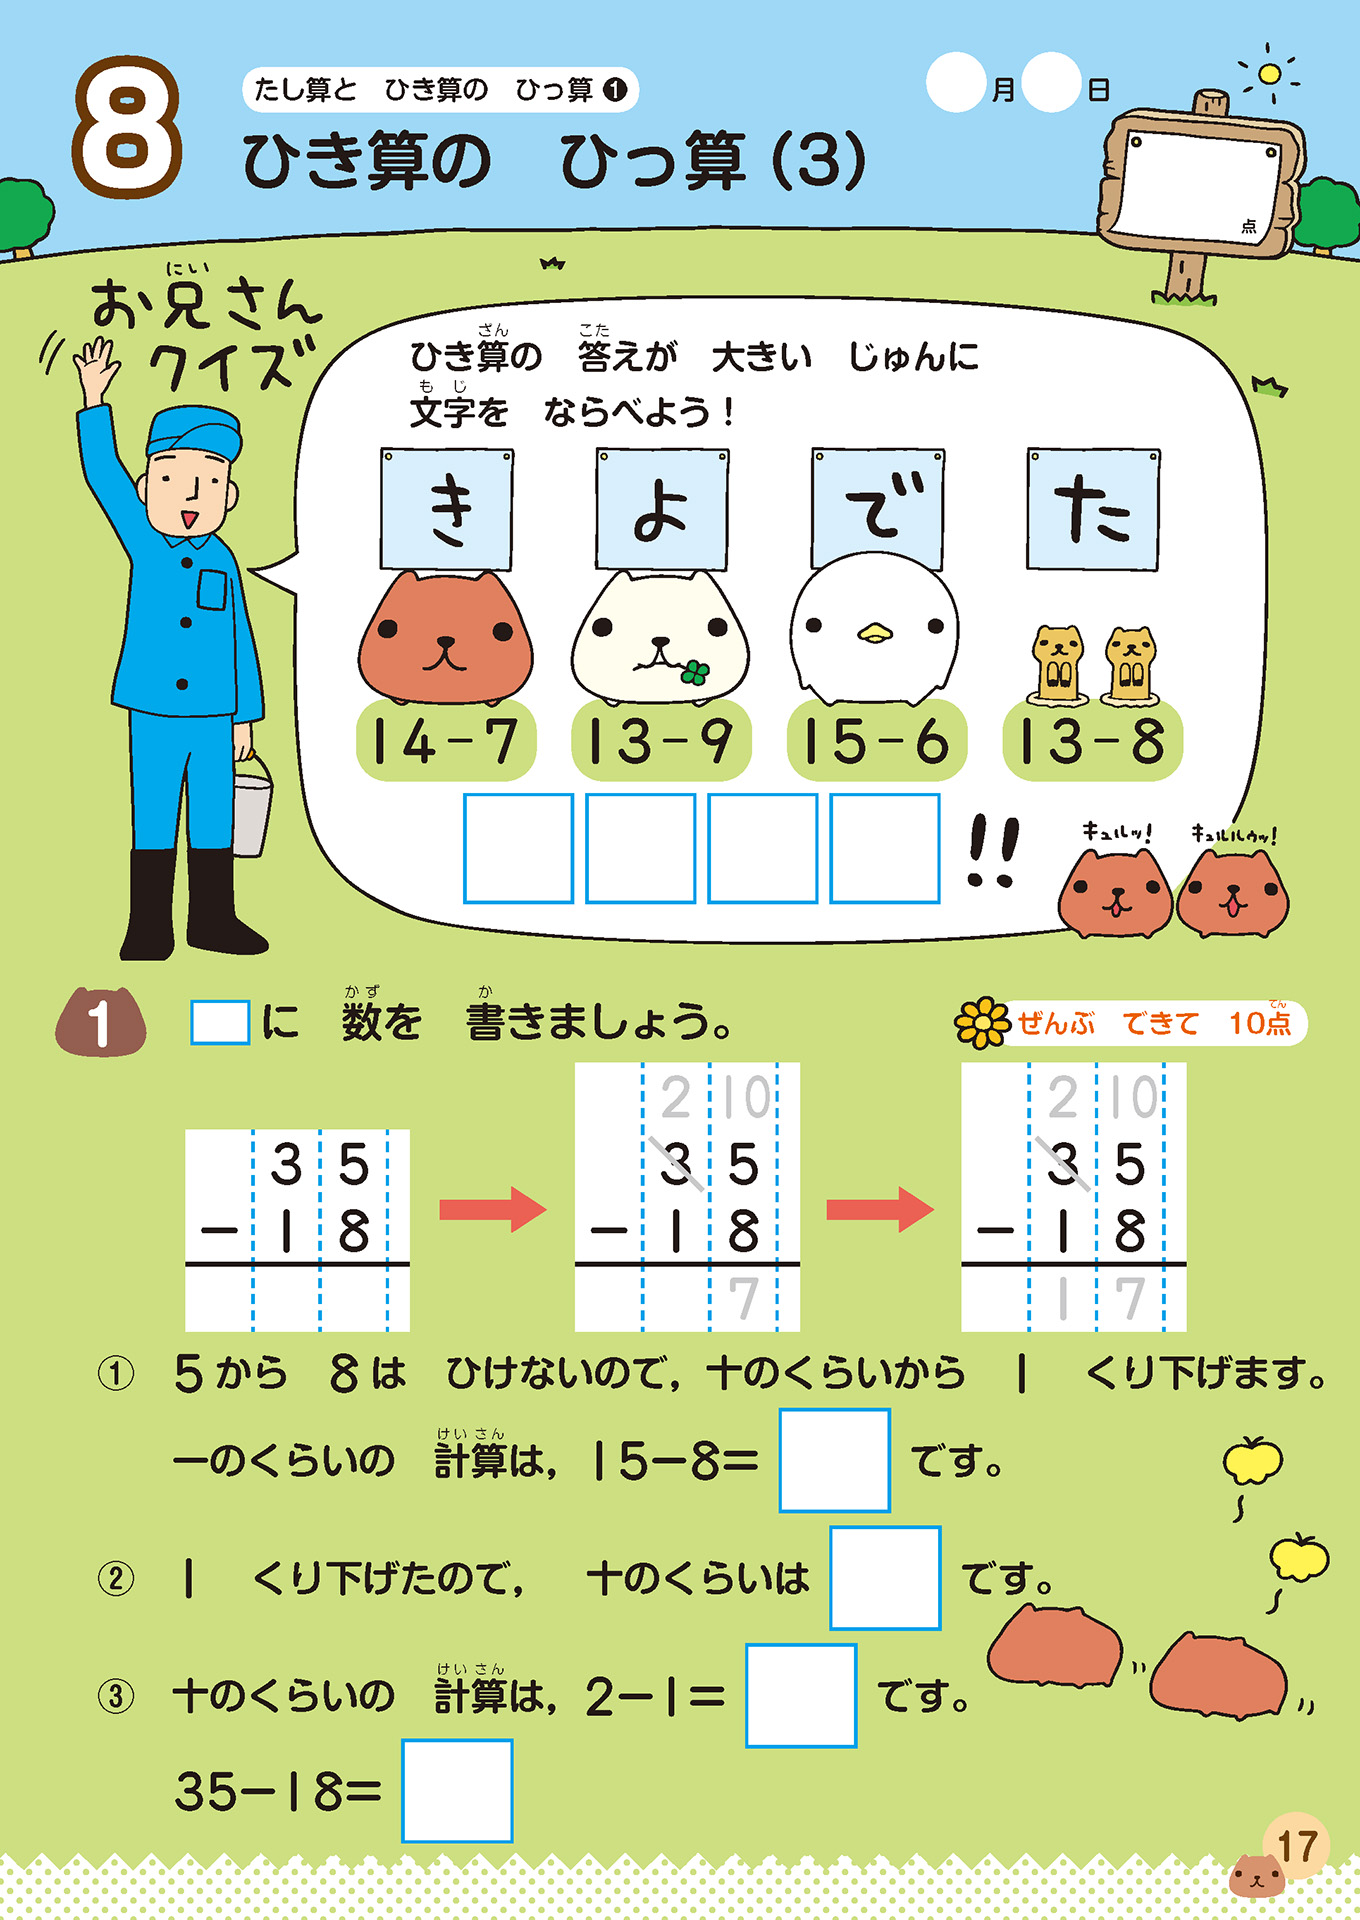 8
たし算と ひき算の ひっ算❶
ひき算の ひっ算(3)
月 日
点
にい
お兄さん
クイズ
ざん こた
ひき算の 答えが 大きい じゅんに
もじ
文字を ならべよう!
き よ で た
14-7 13-9 15-6 13-8
!!
キュルッ! キュルルゥッ!
1
かず か
に 数を 書きましょう。
てん
ぜんぶ できて 10点
2 10 2 10
3 5 3 5 3 5
-1 8 -1 8 -1 8
7 1 7
① 5から 8は ひけないので,十のくらいから 1 くり下げます。
けいさん
一のくらいの 計算は,15-8= です。
② 1 くり下げたので, 十のくらいは です。
けいさん
③ 十のくらいの 計算は,2-1= です。
35-18=
17